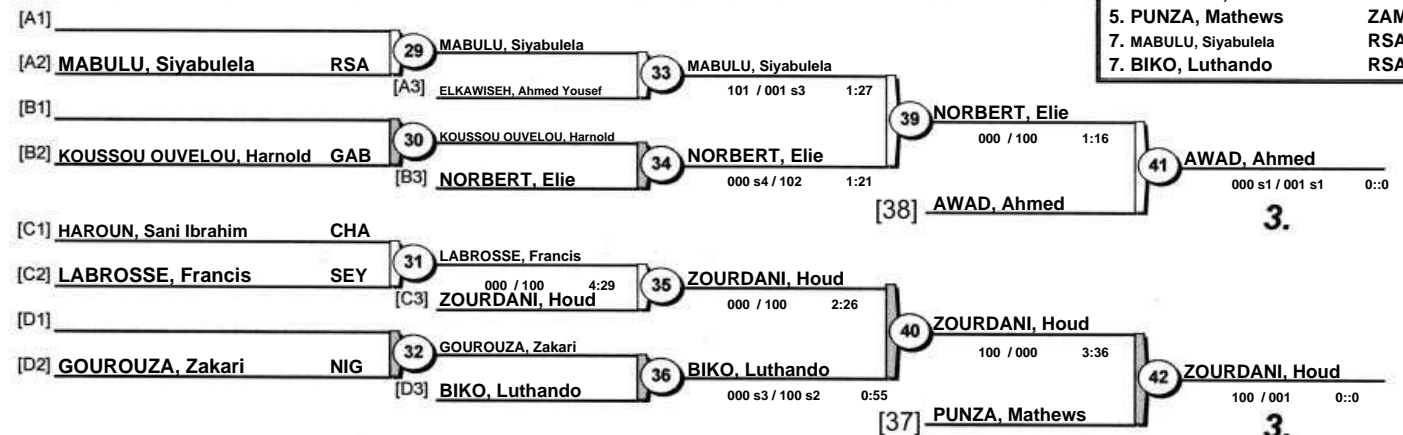 5. PUNZA, Mathews ZAM
7. MABULU, Siyabulela RSA
7. BIKO, Luthando RSA
[A1]
[A2] MABULU, Siyabulela RSA
29
MABULU, Siyabulela
[A3] ELKAWISEH, Ahmed Yousef
33
MABULU, Siyabulela
101 / 001 s3 1:27
[B1]
[B2] KOUSSOU OUVELOU, Harnold GAB
30
KOUSSOU OUVELOU, Harnold
[B3] NORBERT, Elie
34
NORBERT, Elie
000 s4 / 102 1:21
39
NORBERT, Elie
000 / 100 1:16
[38] AWAD, Ahmed
41
AWAD, Ahmed
000 s1 / 001 s1 0::0
3.
[C1] HAROUN, Sani Ibrahim CHA
[C2] LABROSSE, Francis SEY
31
LABROSSE, Francis
000 / 100 4:29
[C3] ZOURDANI, Houd
35
ZOURDANI, Houd
000 / 100 2:26
[D1]
[D2] GOUROUZA, Zakari NIG
32
GOUROUZA, Zakari
[D3] BIKO, Luthando
36
BIKO, Luthando
000 s3 / 100 s2 0:55
40
ZOURDANI, Houd
100 / 000 3:36
[37] PUNZA, Mathews
42
ZOURDANI, Houd
100 / 001 0::0
3.